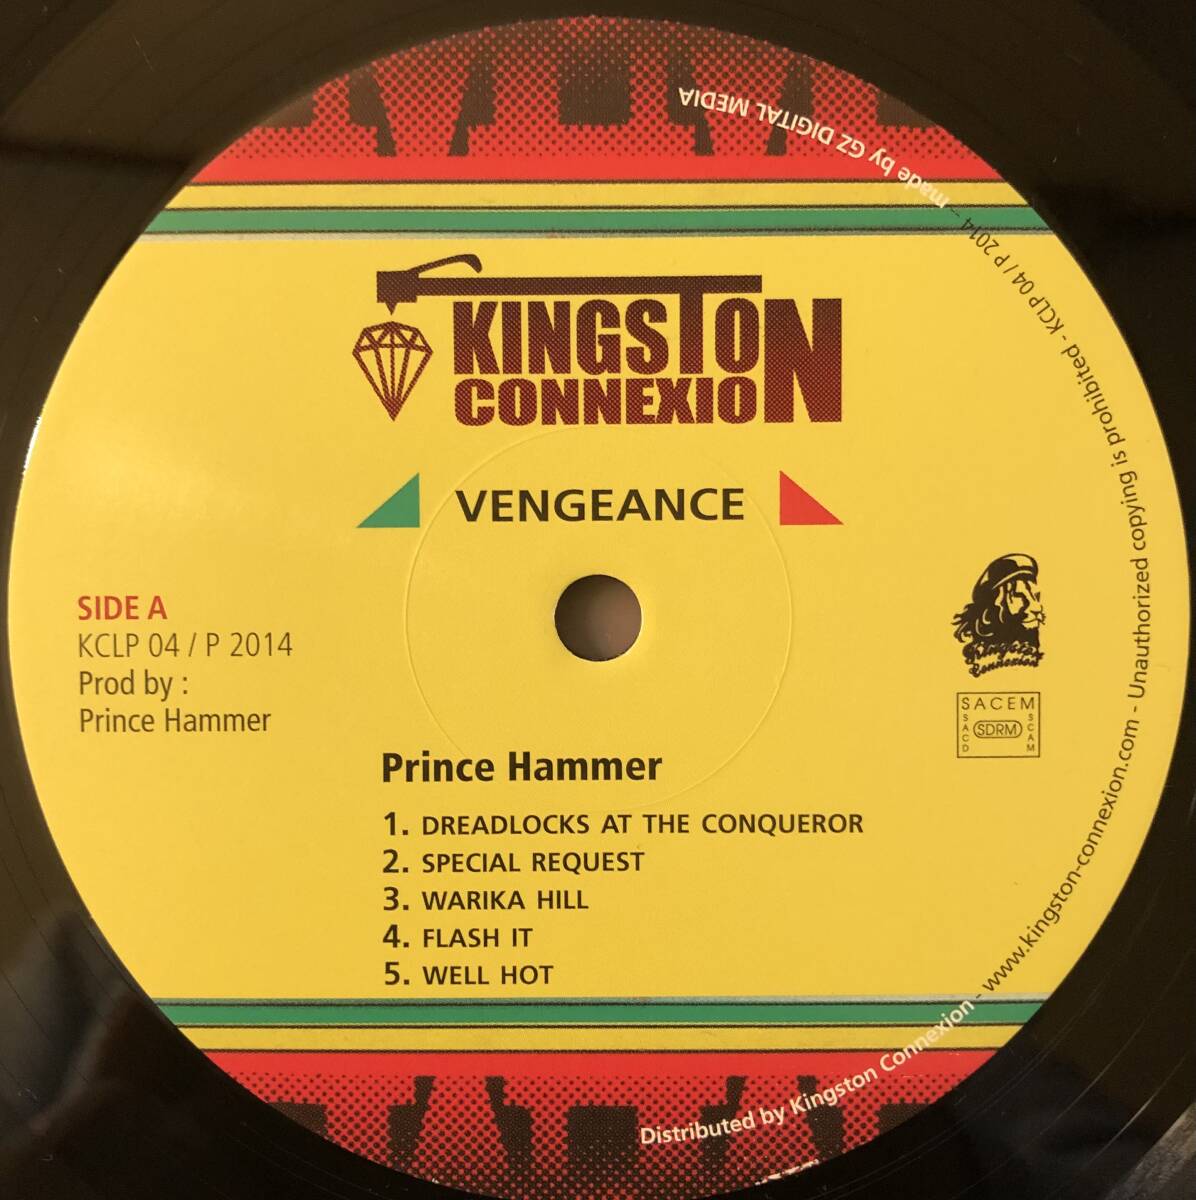 KINGSTON
CONNEXION
VENGEANCE
SIDE A
KCLP 04 / P 2014
Prod by :
Prince Hammer
Kingston
Connexion
SACEM
SACD
SDRM
SCAM
Prince Hammer
1. DREADLOCKS AT THE CONQUEROR
2. SPECIAL REQUEST
3. WARIKA HILL
4. FLASH IT
5. WELL HOT
Distributed by Kingston Connexion - www.kingston-connexion.com - Unauthorized copying is prohibited - KCLP 04 / P 2014 - made by GZ DIGITAL MEDIA